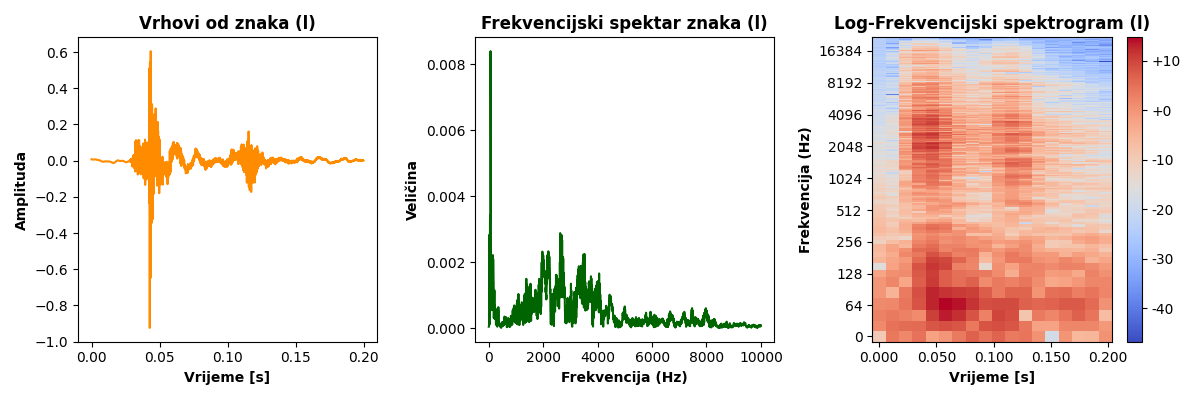 Vrhovi od znaka (l)
Amplituda
0.6
0.4
0.2
0.0
−0.2
−0.4
−0.6
−0.8
−1.0
0.00 0.05 0.10 0.15 0.20
Vrijeme [s]
Frekvencijski spektar znaka (l)
Veličina
0.008
0.006
0.004
0.002
0.000
0 2000 4000 6000 8000 10000
Frekvencija (Hz)
Log-Frekvencijski spektrogram (l)
Frekvencija (Hz)
16384
8192
4096
2048
1024
512
256
128
64
0
0.000 0.050 0.100 0.150 0.200
Vrijeme [s]
+10
+0
-10
-20
-30
-40